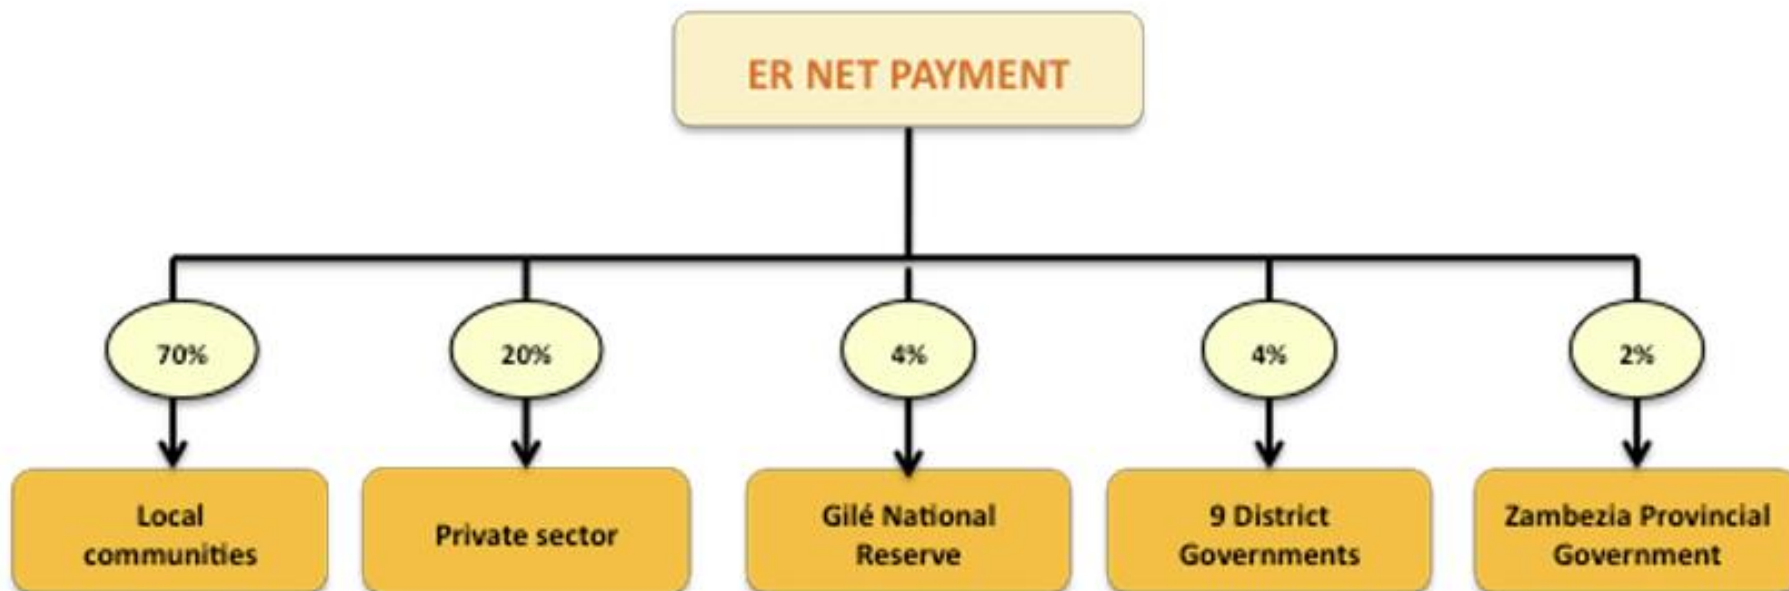 ER NET PAYMENT
70%
20%
4%
4%
2%
Local
communities
Private sector
Gilé National
Reserve
9 District
Governments
Zambezia Provincial
Government